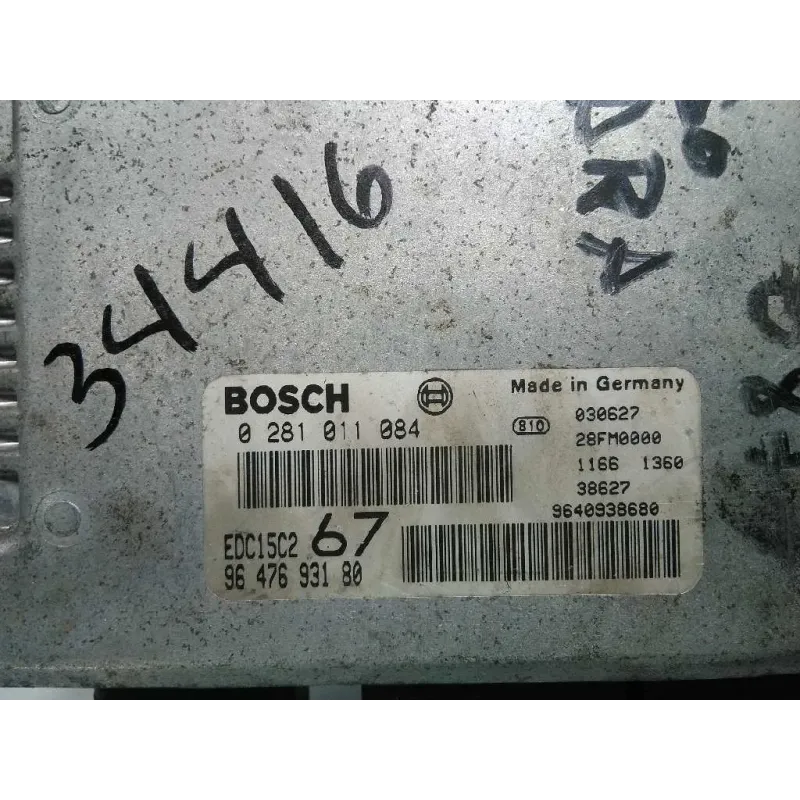 34416
DRA
BOSCH
Made in Germany
0 281 011 084
810
030627
28FM0000
1166 1360
38627
9640938680
EDC15C2 67
96 476 931 80